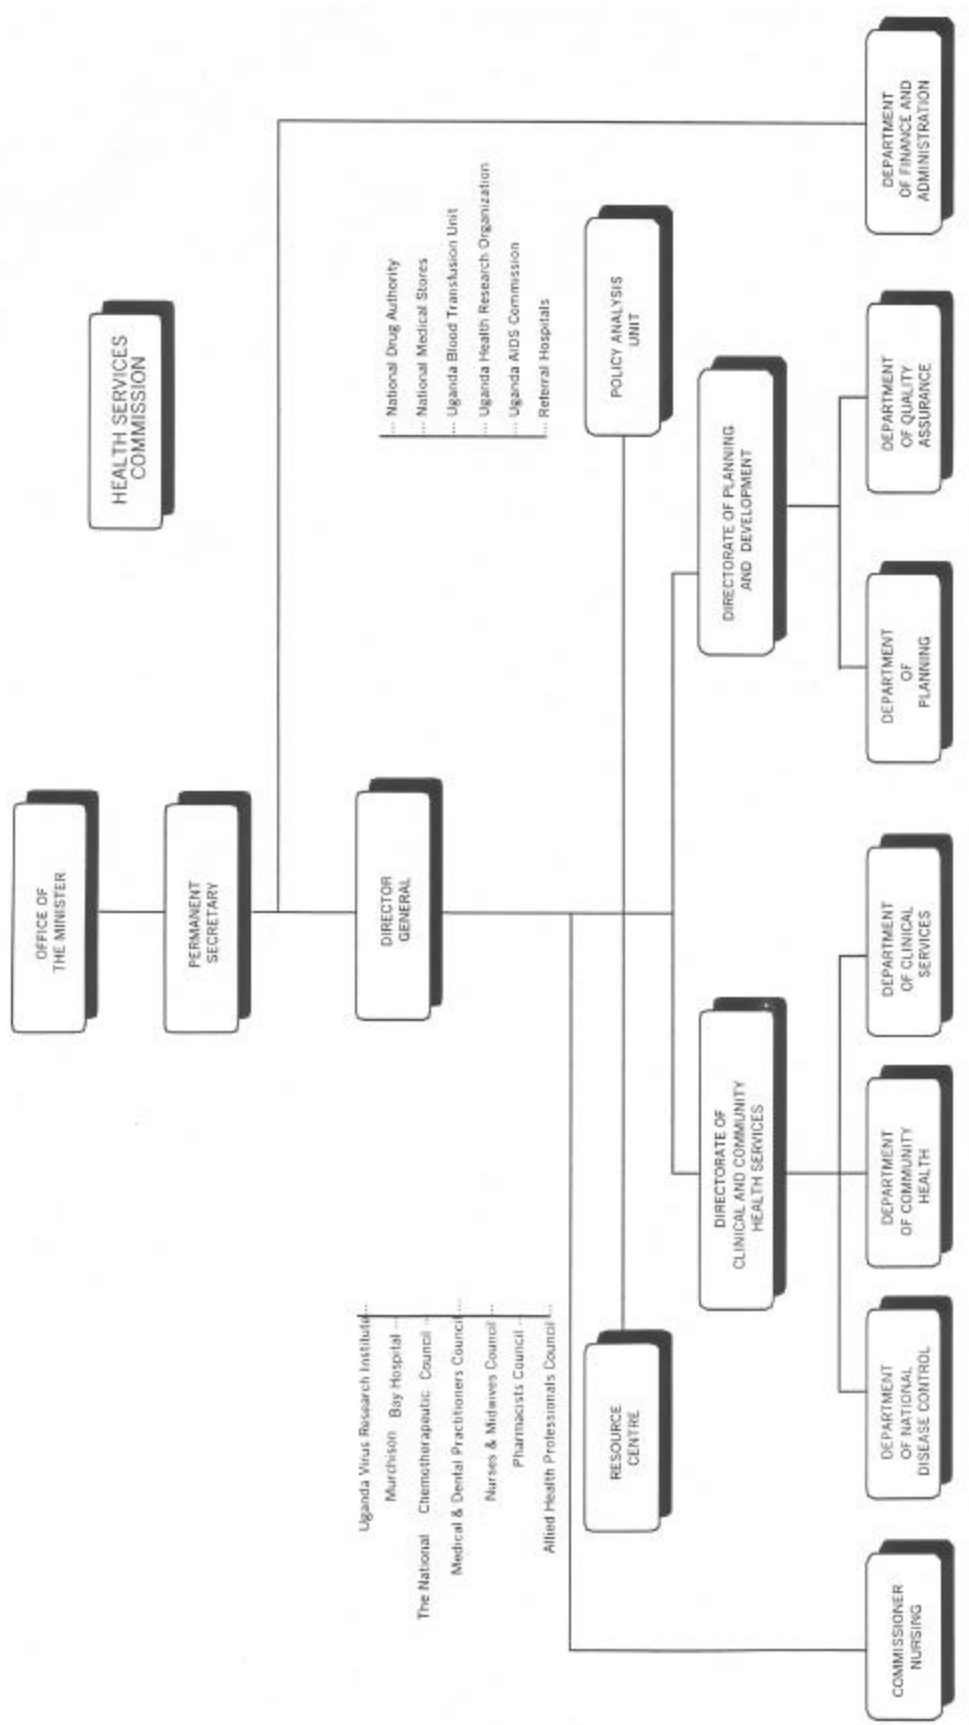 OFFICE OF
THE MINISTER
HEALTH SERVICES
COMMISSION
PERMANENT
SECRETARY
DIRECTOR
GENERAL
Uganda Virus Research Institute...
Murchison Bay Hospital ...
The National Chemotherapeutic Council ...
Medical & Dental Practitioners Council ...
Nurses & Midwives Council ...
Pharmacists Council ...
Allied Health Professionals Council ...
... National Drug Authority
... National Medical Stores
... Uganda Blood Transfusion Unit
... Uganda Health Research Organization
... Uganda AIDS Commission
... Referral Hospitals
RESOURCE
CENTRE
POLICY ANALYSIS
UNIT
DIRECTORATE OF
CLINICAL AND COMMUNITY
HEALTH SERVICES
DIRECTORATE OF PLANNING
AND DEVELOPMENT
COMMISSIONER
NURSING
DEPARTMENT
OF NATIONAL
DISEASE CONTROL
DEPARTMENT
OF COMMUNITY
HEALTH
DEPARTMENT
OF CLINICAL
SERVICES
DEPARTMENT
OF
PLANNING
DEPARTMENT
OF QUALITY
ASSURANCE
DEPARTMENT
OF FINANCE AND
ADMINISTRATION